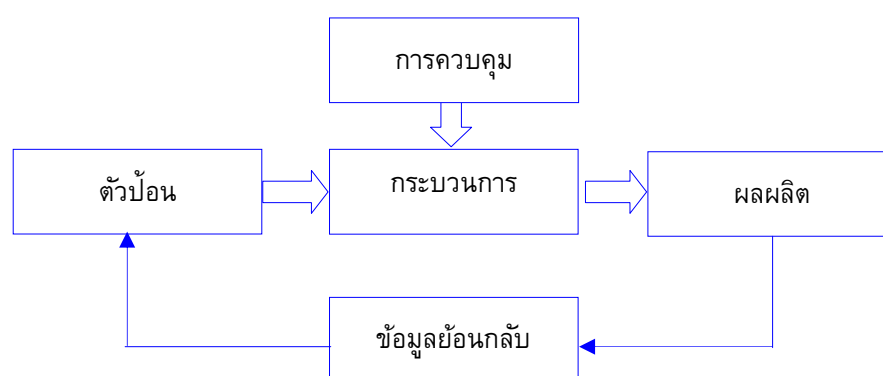 การควบคุม
ตัวป้อน
กระบวนการ
ผลผลิต
ข้อมูลย้อนกลับ